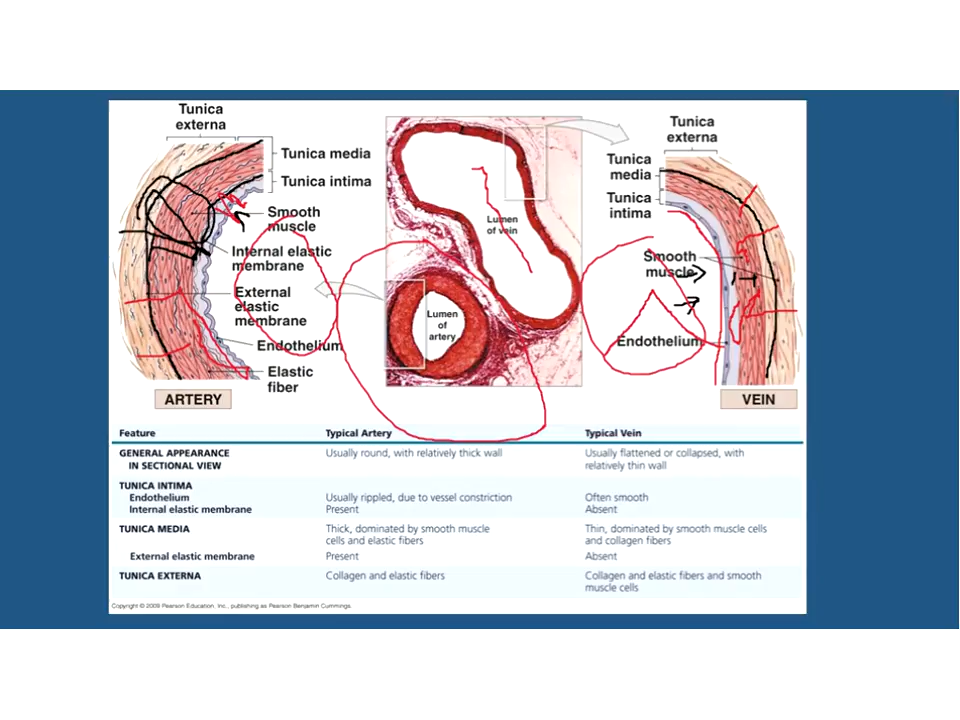 Tunica
externa
Tunica media
Tunica intima
Smooth
muscle
Internal elastic
membrane
External
elastic
membrane
Endothelium
Elastic
fiber
ARTERY
Lumen
of vein
Lumen
of
artery
Tunica
externa
Tunica
media
Tunica
intima
Smooth
muscle
Endothelium
VEIN
Feature Typical Artery Typical Vein
GENERAL APPEARANCE Usually round, with relatively thick wall Usually flattened or collapsed, with
IN SECTIONAL VIEW relatively thin wall
TUNICA INTIMA
Endothelium Usually rippled, due to vessel constriction Often smooth
Internal elastic membrane Present Absent
TUNICA MEDIA Thick, dominated by smooth muscle Thin, dominated by smooth muscle cells
cells and elastic fibers and collagen fibers
External elastic membrane Present Absent
TUNICA EXTERNA Collagen and elastic fibers Collagen and elastic fibers and smooth
muscle cells
Copyright © 2009 Pearson Education, Inc., publishing as Pearson Benjamin Cummings.